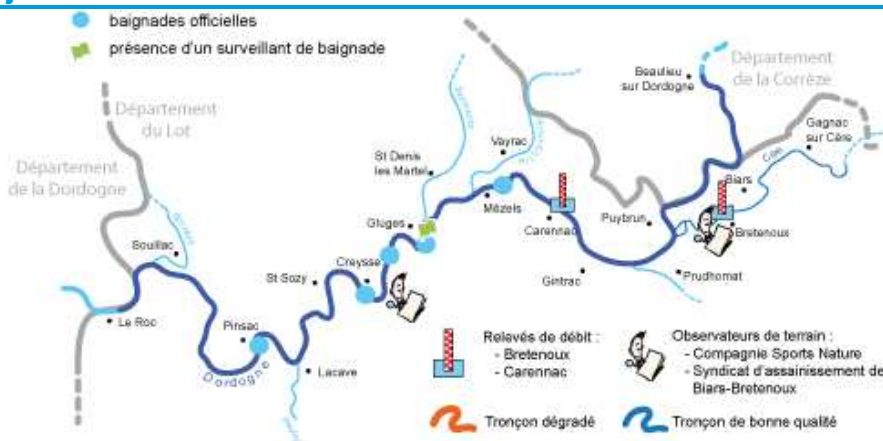 baignades officielles
présence d'un surveillant de baignade
Département
du Lot
Département
de la Dordogne
Département
de la Corrèze
Beaulieu
sur Dordogne
Gagnac
sur Cère
Cère
Vayrac
St Denis
les Martel
Biars
Souillac
Gluges
Mézels
Carennac
Puybrun
Bretenoux
Creysse
St Sozy
Gintrac
Prudhomat
Le Roc
Pinsac
Lacave
Dordogne
Relevés de débit :
- Bretenoux
- Carennac
Observateurs de terrain :
- Compagnie Sports Nature
- Syndicat d'assainissement de
Biars-Bretenoux
Tronçon dégradé
Tronçon de bonne qualité